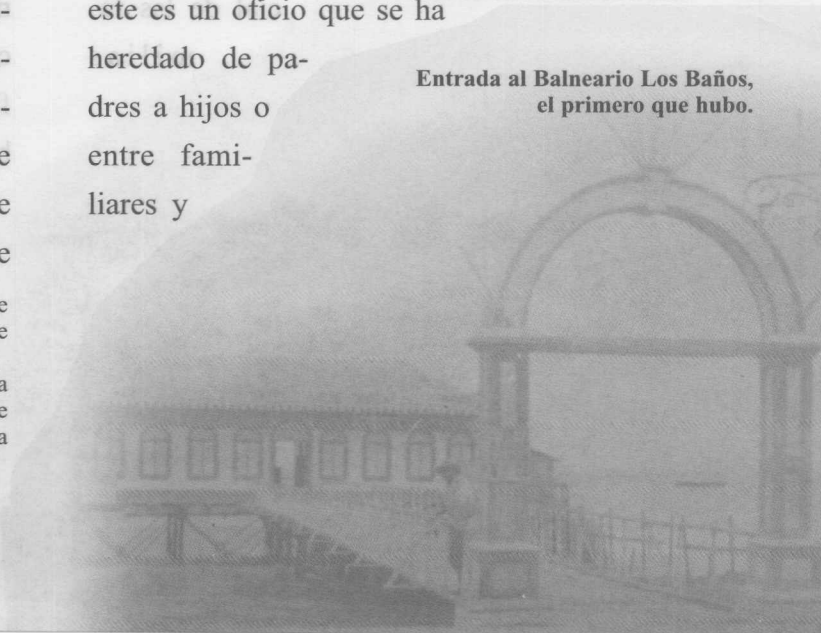 este es un oficio que se ha
heredado de pa-
dres a hijos o
entre fami-
liares y
Entrada al Balneario Los Baños,
el primero que hubo.